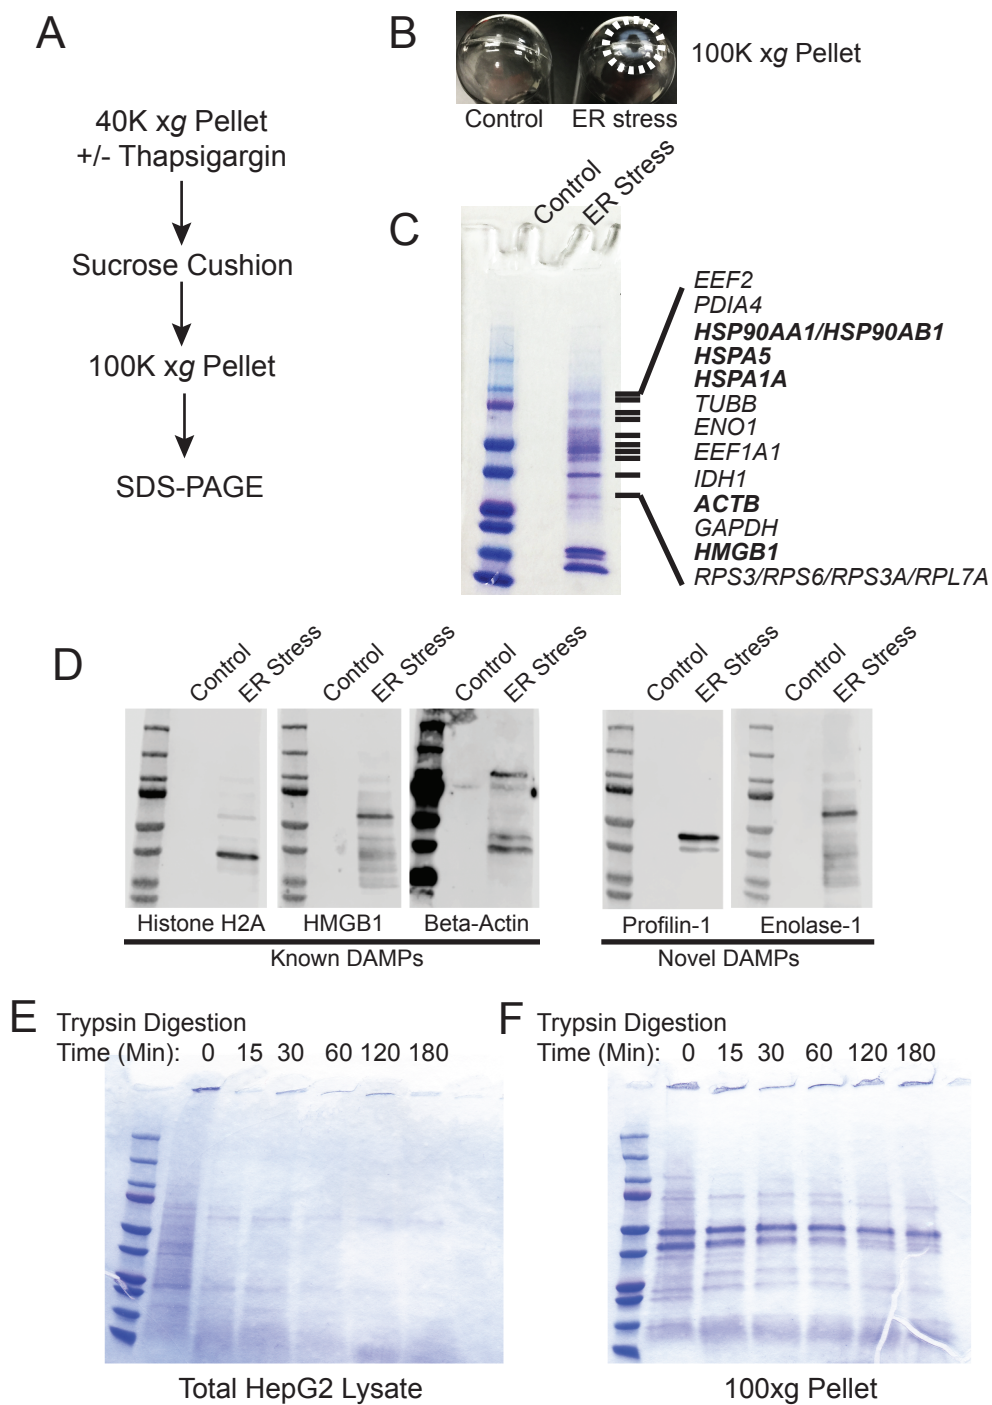 A
40K xg Pellet
+/- Thapsigargin
Sucrose Cushion
100K xg Pellet
SDS-PAGE
B
100K xg Pellet
Control
ER stress
C
Control
ER Stress
EEF2
PDIA4
HSP90AA1/HSP90AB1
HSPA5
HSPA1A
TUBB
ENO1
EEF1A1
IDH1
ACTB
GAPDH
HMGB1
RPS3/RPS6/RPS3A/RPL7A
D
Control
ER Stress
Control
ER Stress
Control
ER Stress
Control
ER Stress
Control
ER Stress
Histone H2A
HMGB1
Beta-Actin
Profilin-1
Enolase-1
Known DAMPs
Novel DAMPs
E
Trypsin Digestion
Time (Min): 0 15 30 60 120 180
Total HepG2 Lysate
F
Trypsin Digestion
Time (Min): 0 15 30 60 120 180
100xg Pellet